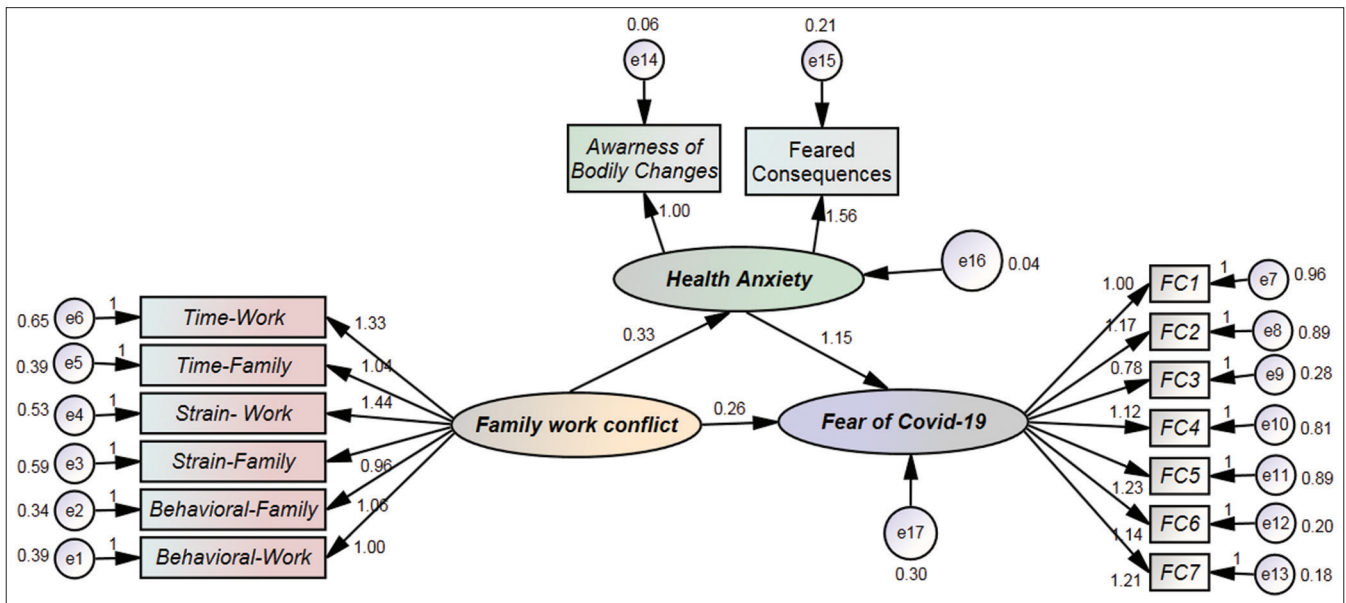 0.06
e14
0.21
e15
Awarness of
Bodily Changes
Feared
Consequences
1.00
1.56
Health Anxiety
e16
0.04
0.33
1.15
0.65
e6
1
Time-Work
1.33
0.39
e5
1
Time-Family
1.04
0.53
e4
1
Strain- Work
1.44
0.59
e3
1
Strain-Family
0.96
0.34
e2
1
Behavioral-Family
1.06
0.39
e1
1
Behavioral-Work
1.00
Family work conflict
0.26
Fear of Covid-19
e17
0.30
1.00
FC1
1
e7
0.96
1.17
FC2
1
e8
0.89
0.78
FC3
1
e9
0.28
1.12
FC4
1
e10
0.81
1.23
FC5
1
e11
0.89
1.14
FC6
1
e12
0.20
1.21
FC7
1
e13
0.18